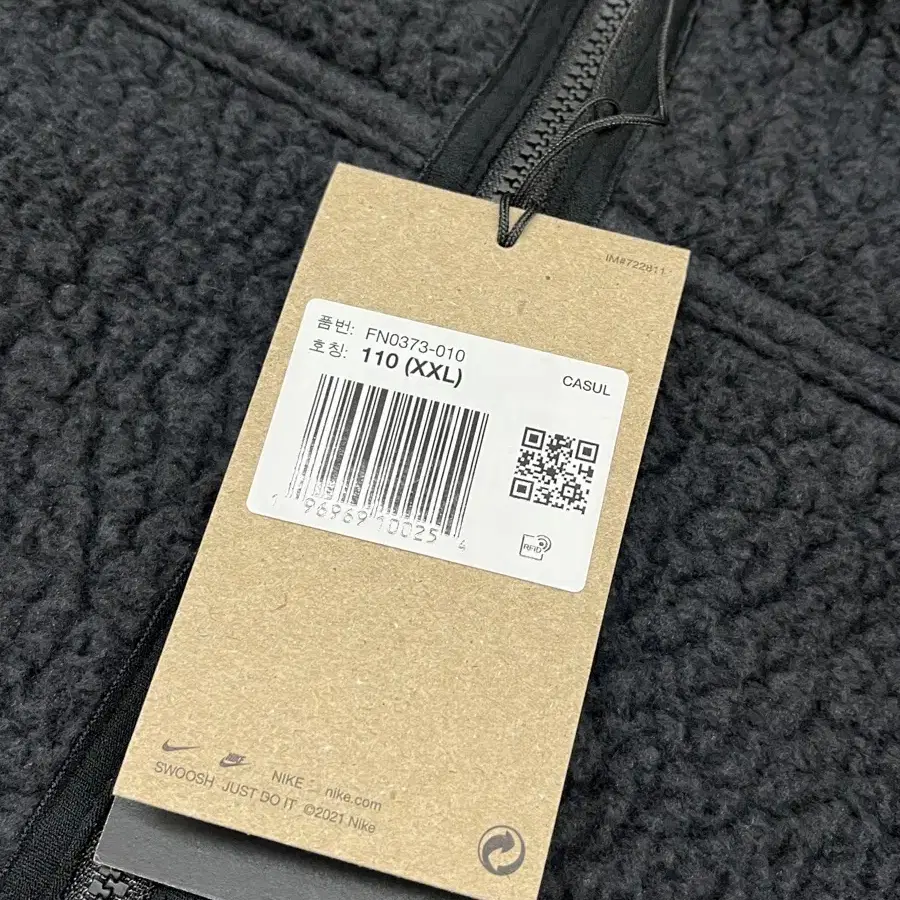 IM#722811
품번: FN0373-010
호칭: 110 (XXL)
CASUL
RFID
NIKE
nike.com
SWOOSH JUST DO IT ©2021 Nike